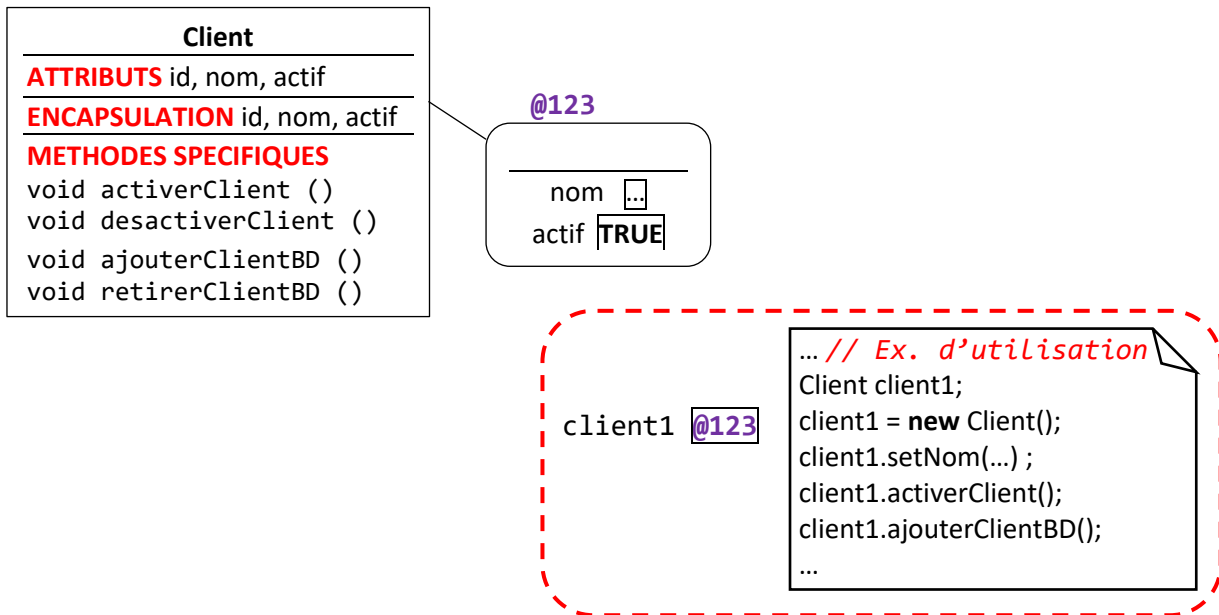 Client
ATTRIBUTS id, nom, actif
ENCAPSULATION id, nom, actif
METHODES SPECIFIQUES
void activerClient ()
void desactiverClient ()
void ajouterClientBD ()
void retirerClientBD ()
@123
nom …
actif TRUE
client1 @123
… // Ex. d’utilisation
Client client1;
client1 = new Client();
client1.setNom(…) ;
client1.activerClient();
client1.ajouterClientBD();
…